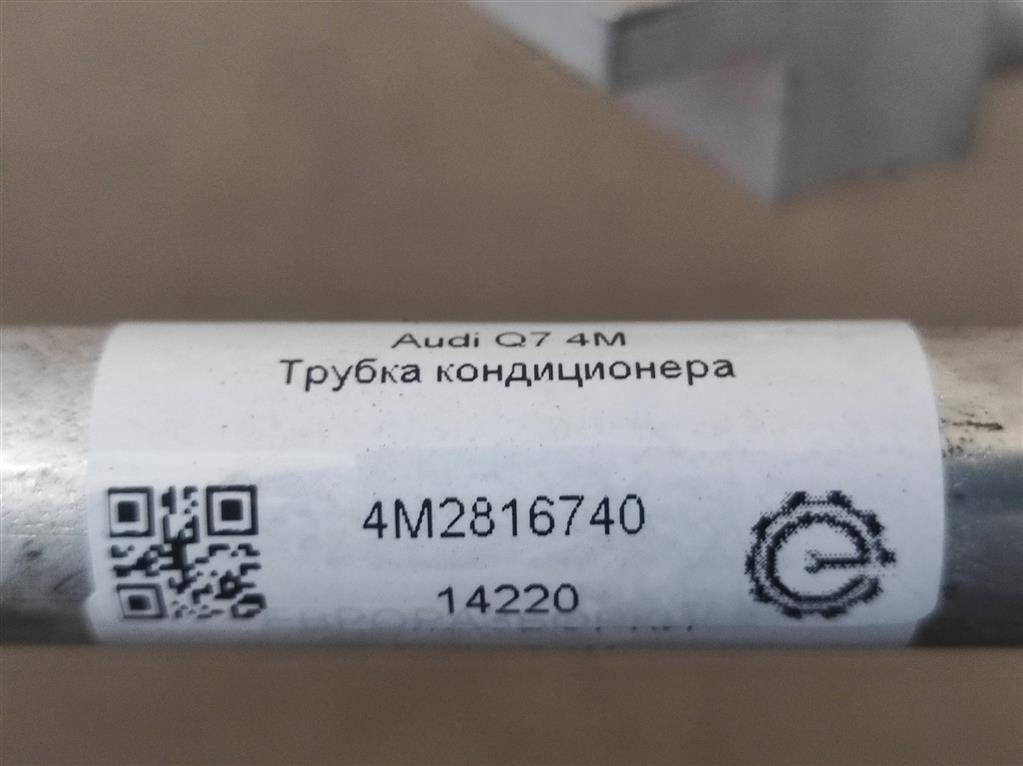 Audi Q7 4M
Трубка кондиционера
4M2816740
14220